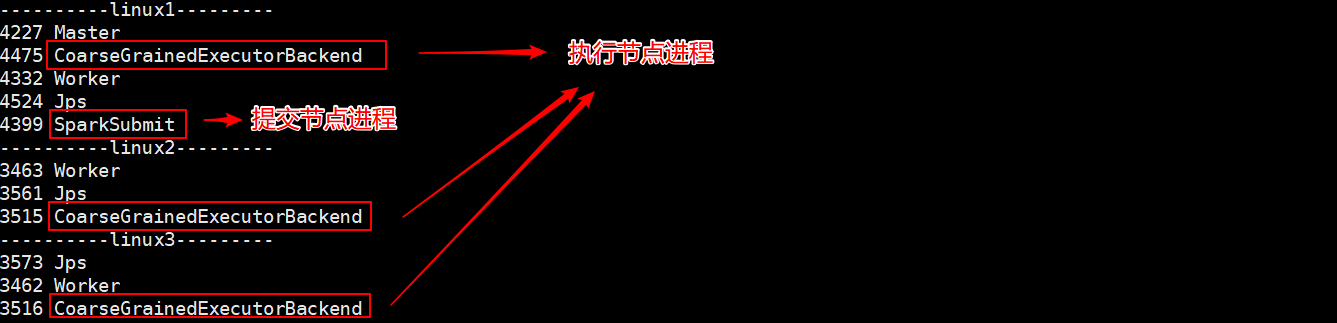 ----------linux1---------
4227 Master
4475 CoarseGrainedExecutorBackend
执行节点进程
4332 Worker
4524 Jps
4399 SparkSubmit
提交节点进程
----------linux2---------
3463 Worker
3561 Jps
3515 CoarseGrainedExecutorBackend
----------linux3---------
3573 Jps
3462 Worker
3516 CoarseGrainedExecutorBackend